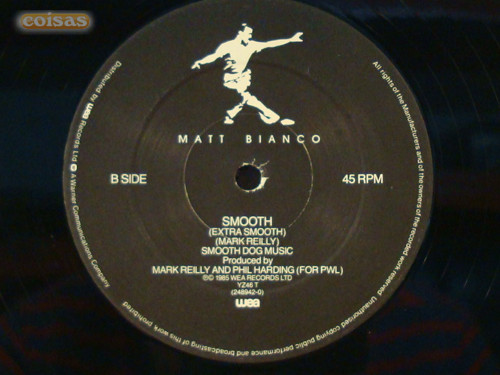 coisas
MATT BIANCO
B SIDE
45 RPM
SMOOTH
(EXTRA SMOOTH)
(MARK REILLY)
SMOOTH DOG MUSIC
Produced by
MARK REILLY AND PHIL HARDING (FOR PWL)
℗© 1985 WEA RECORDS LTD
YZ46 T
(248942-0)
wea
All rights of the Manufacturers and of the owners of the recorded work reserved Unauthorised copying public performance and broadcasting of this work prohibited
Distributed by wea Records Ltd A Warner Communications Company